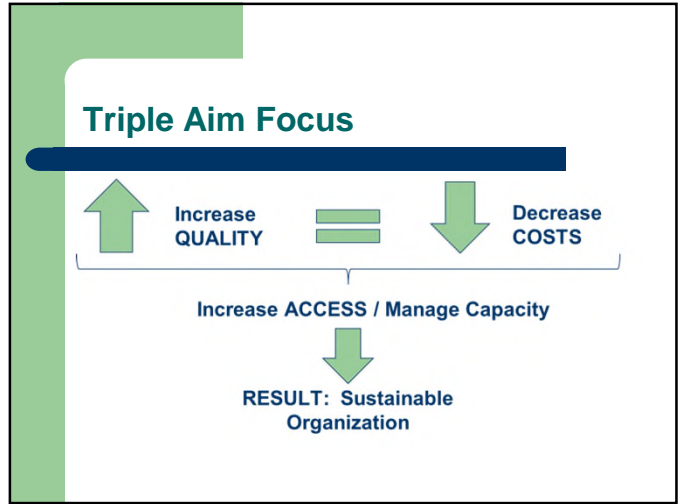 Triple Aim Focus
Increase
QUALITY
Decrease
COSTS
Increase ACCESS / Manage Capacity
RESULT: Sustainable
Organization